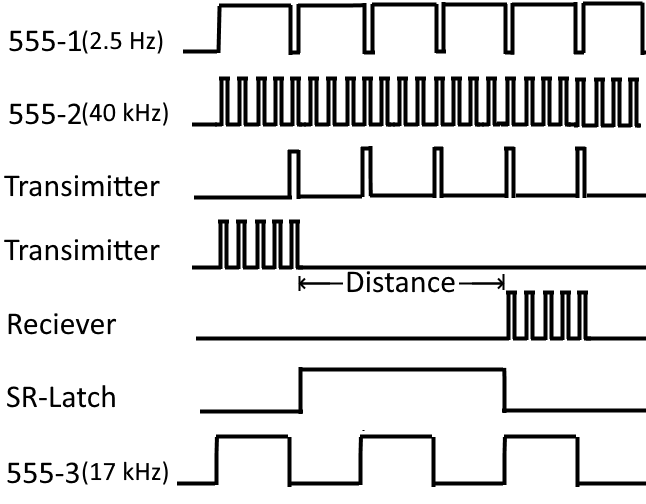 555-1(2.5 Hz)
555-2(40 kHz)
Transimitter
Transimitter
Distance
Reciever
SR-Latch
555-3(17 kHz)